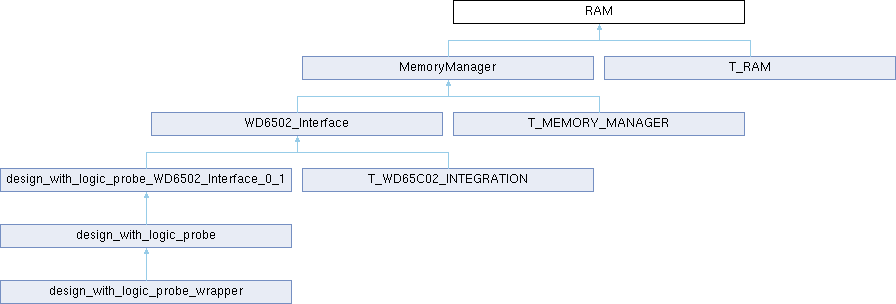 RAM
MemoryManager
T_RAM
WD6502_Interface
T_MEMORY_MANAGER
design_with_logic_probe_WD6502_Interface_0_1
T_WD65C02_INTEGRATION
design_with_logic_probe
design_with_logic_probe_wrapper